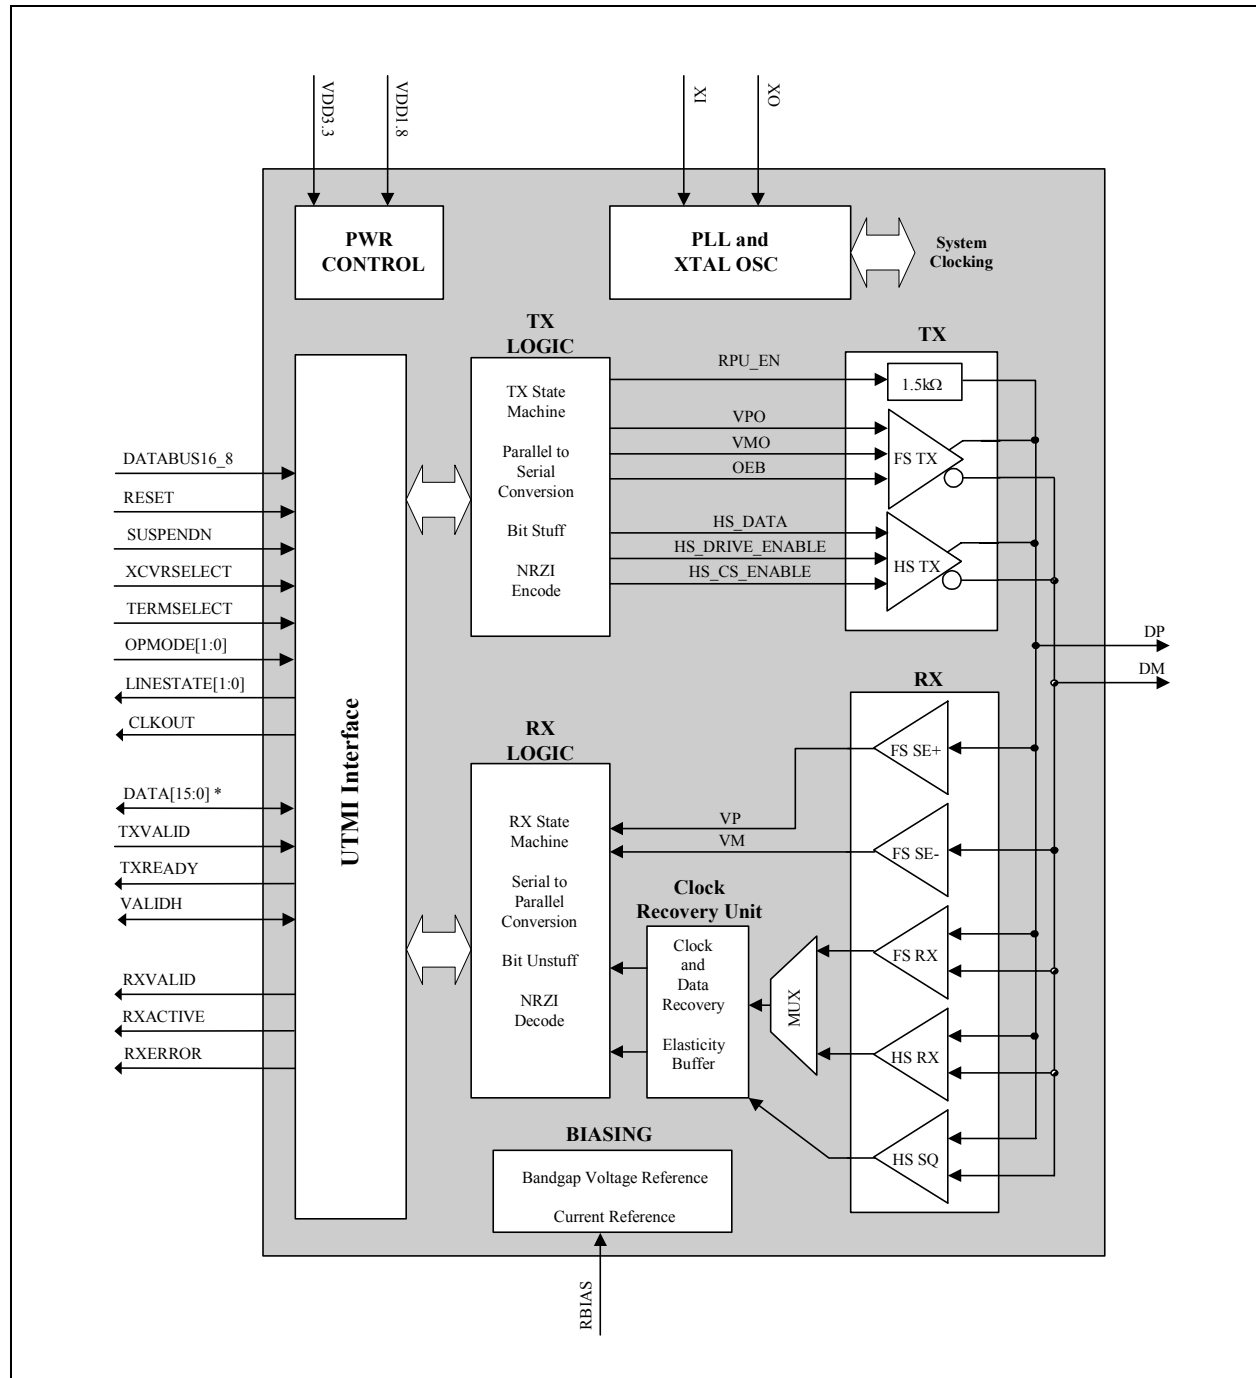 VDD3.3
VDD1.8
XI
XO
PWR
CONTROL
PLL and
XTAL OSC
System
Clocking
TX
LOGIC
TX State
Machine
Parallel to
Serial
Conversion
Bit Stuff
NRZI
Encode
RPU_EN
VPO
VMO
OEB
HS_DATA
HS_DRIVE_ENABLE
HS_CS_ENABLE
TX
1.5kΩ
FS TX
HS TX
DATABUS16_8
RESET
SUSPENDN
XCVRSELECT
TERMSELECT
OPMODE[1:0]
LINESTATE[1:0]
CLKOUT
DATA[15:0] *
TXVALID
TXREADY
VALIDH
RXVALID
RXACTIVE
RXERROR
UTMI Interface
DP
DM
RX
LOGIC
RX State
Machine
Serial to
Parallel
Conversion
Bit Unstuff
NRZI
Decode
VP
VM
Clock
Recovery Unit
Clock
and
Data
Recovery
Elasticity
Buffer
MUX
RX
FS SE+
FS SE-
FS RX
HS RX
HS SQ
BIASING
Bandgap Voltage Reference
Current Reference
RBIAS